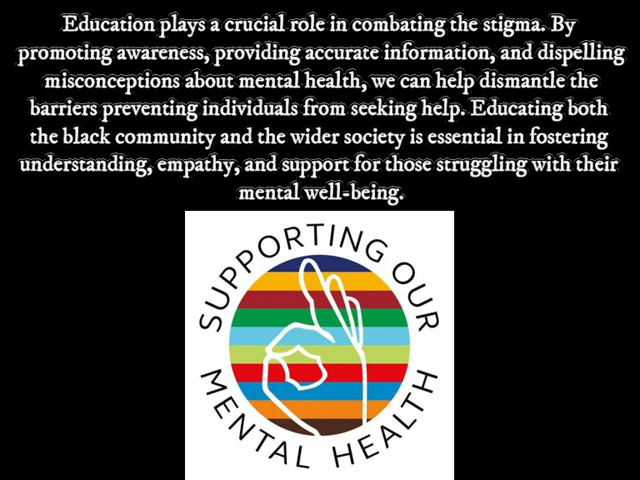 Education plays a crucial role in combating the stigma. By
promoting awareness, providing accurate information, and dispelling
misconceptions about mental health, we can help dismantle the
barriers preventing individuals from seeking help. Educating both
the black community and the wider society is essential in fostering
understanding, empathy, and support for those struggling with their
mental well-being.
SUPPORTING OUR
MENTAL HEALTH